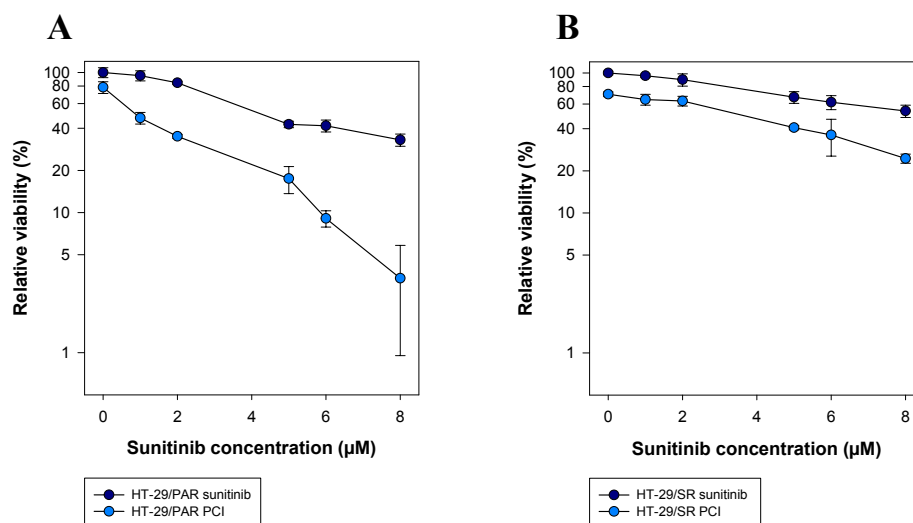 A
100
80
60
40
20
10
5
1
Relative viability (%)
0 2 4 6 8
Sunitinib concentration (µM)
HT-29/PAR sunitinib
HT-29/PAR PCI
B
100
80
60
40
20
10
5
1
Relative viability (%)
0 2 4 6 8
Sunitinib concentration (µM)
HT-29/SR sunitinib
HT-29/SR PCI